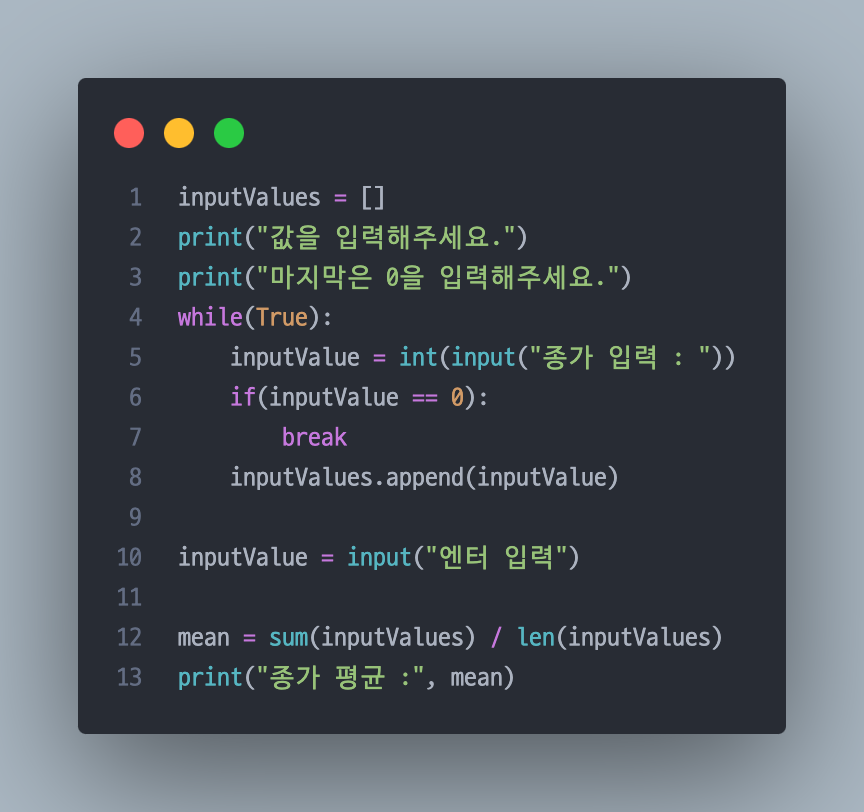 1 inputValues = []
2 print("값을 입력해주세요.")
3 print("마지막은 0을 입력해주세요.")
4 while(True):
5     inputValue = int(input("종가 입력 : "))
6     if(inputValue == 0):
7         break
8     inputValues.append(inputValue)
9
10 inputValue = input("엔터 입력")
11
12 mean = sum(inputValues) / len(inputValues)
13 print("종가 평균 :", mean)